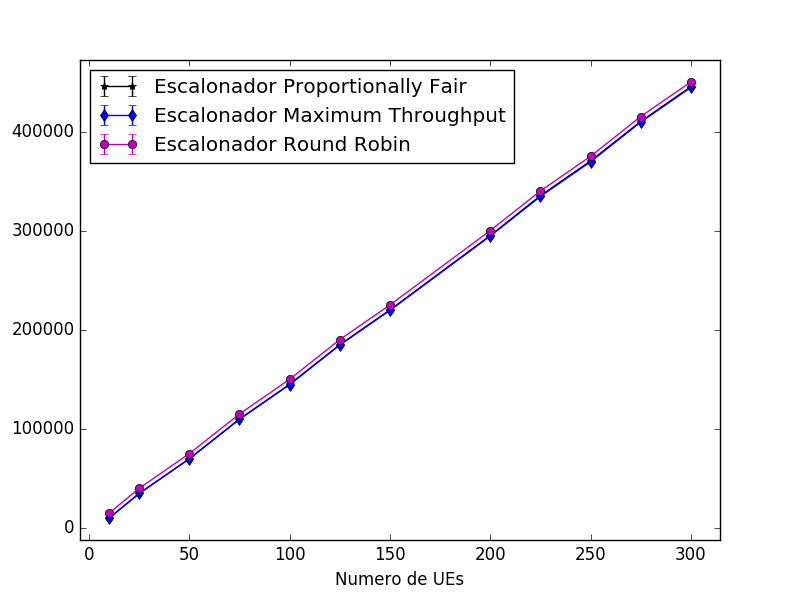 Escalonador Proportionally Fair
Escalonador Maximum Throughput
Escalonador Round Robin
400000
300000
200000
100000
0
0 50 100 150 200 250 300
Numero de UEs